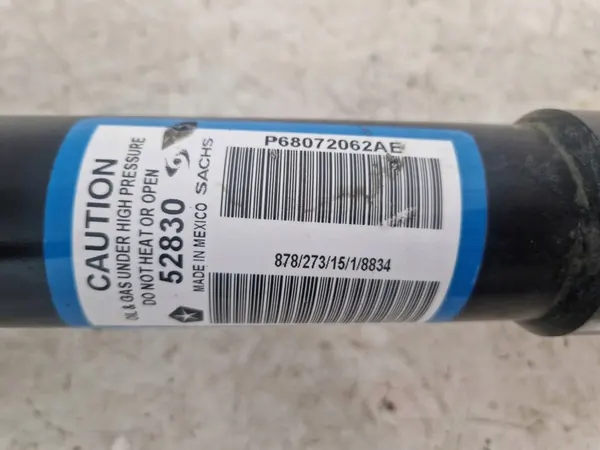 CAUTION
OIL & GAS UNDER HIGH PRESSURE
DO NOT HEAT OR OPEN
52830
MADE IN MEXICO
SACHS
P68072062AE
878/273/15/1/8834